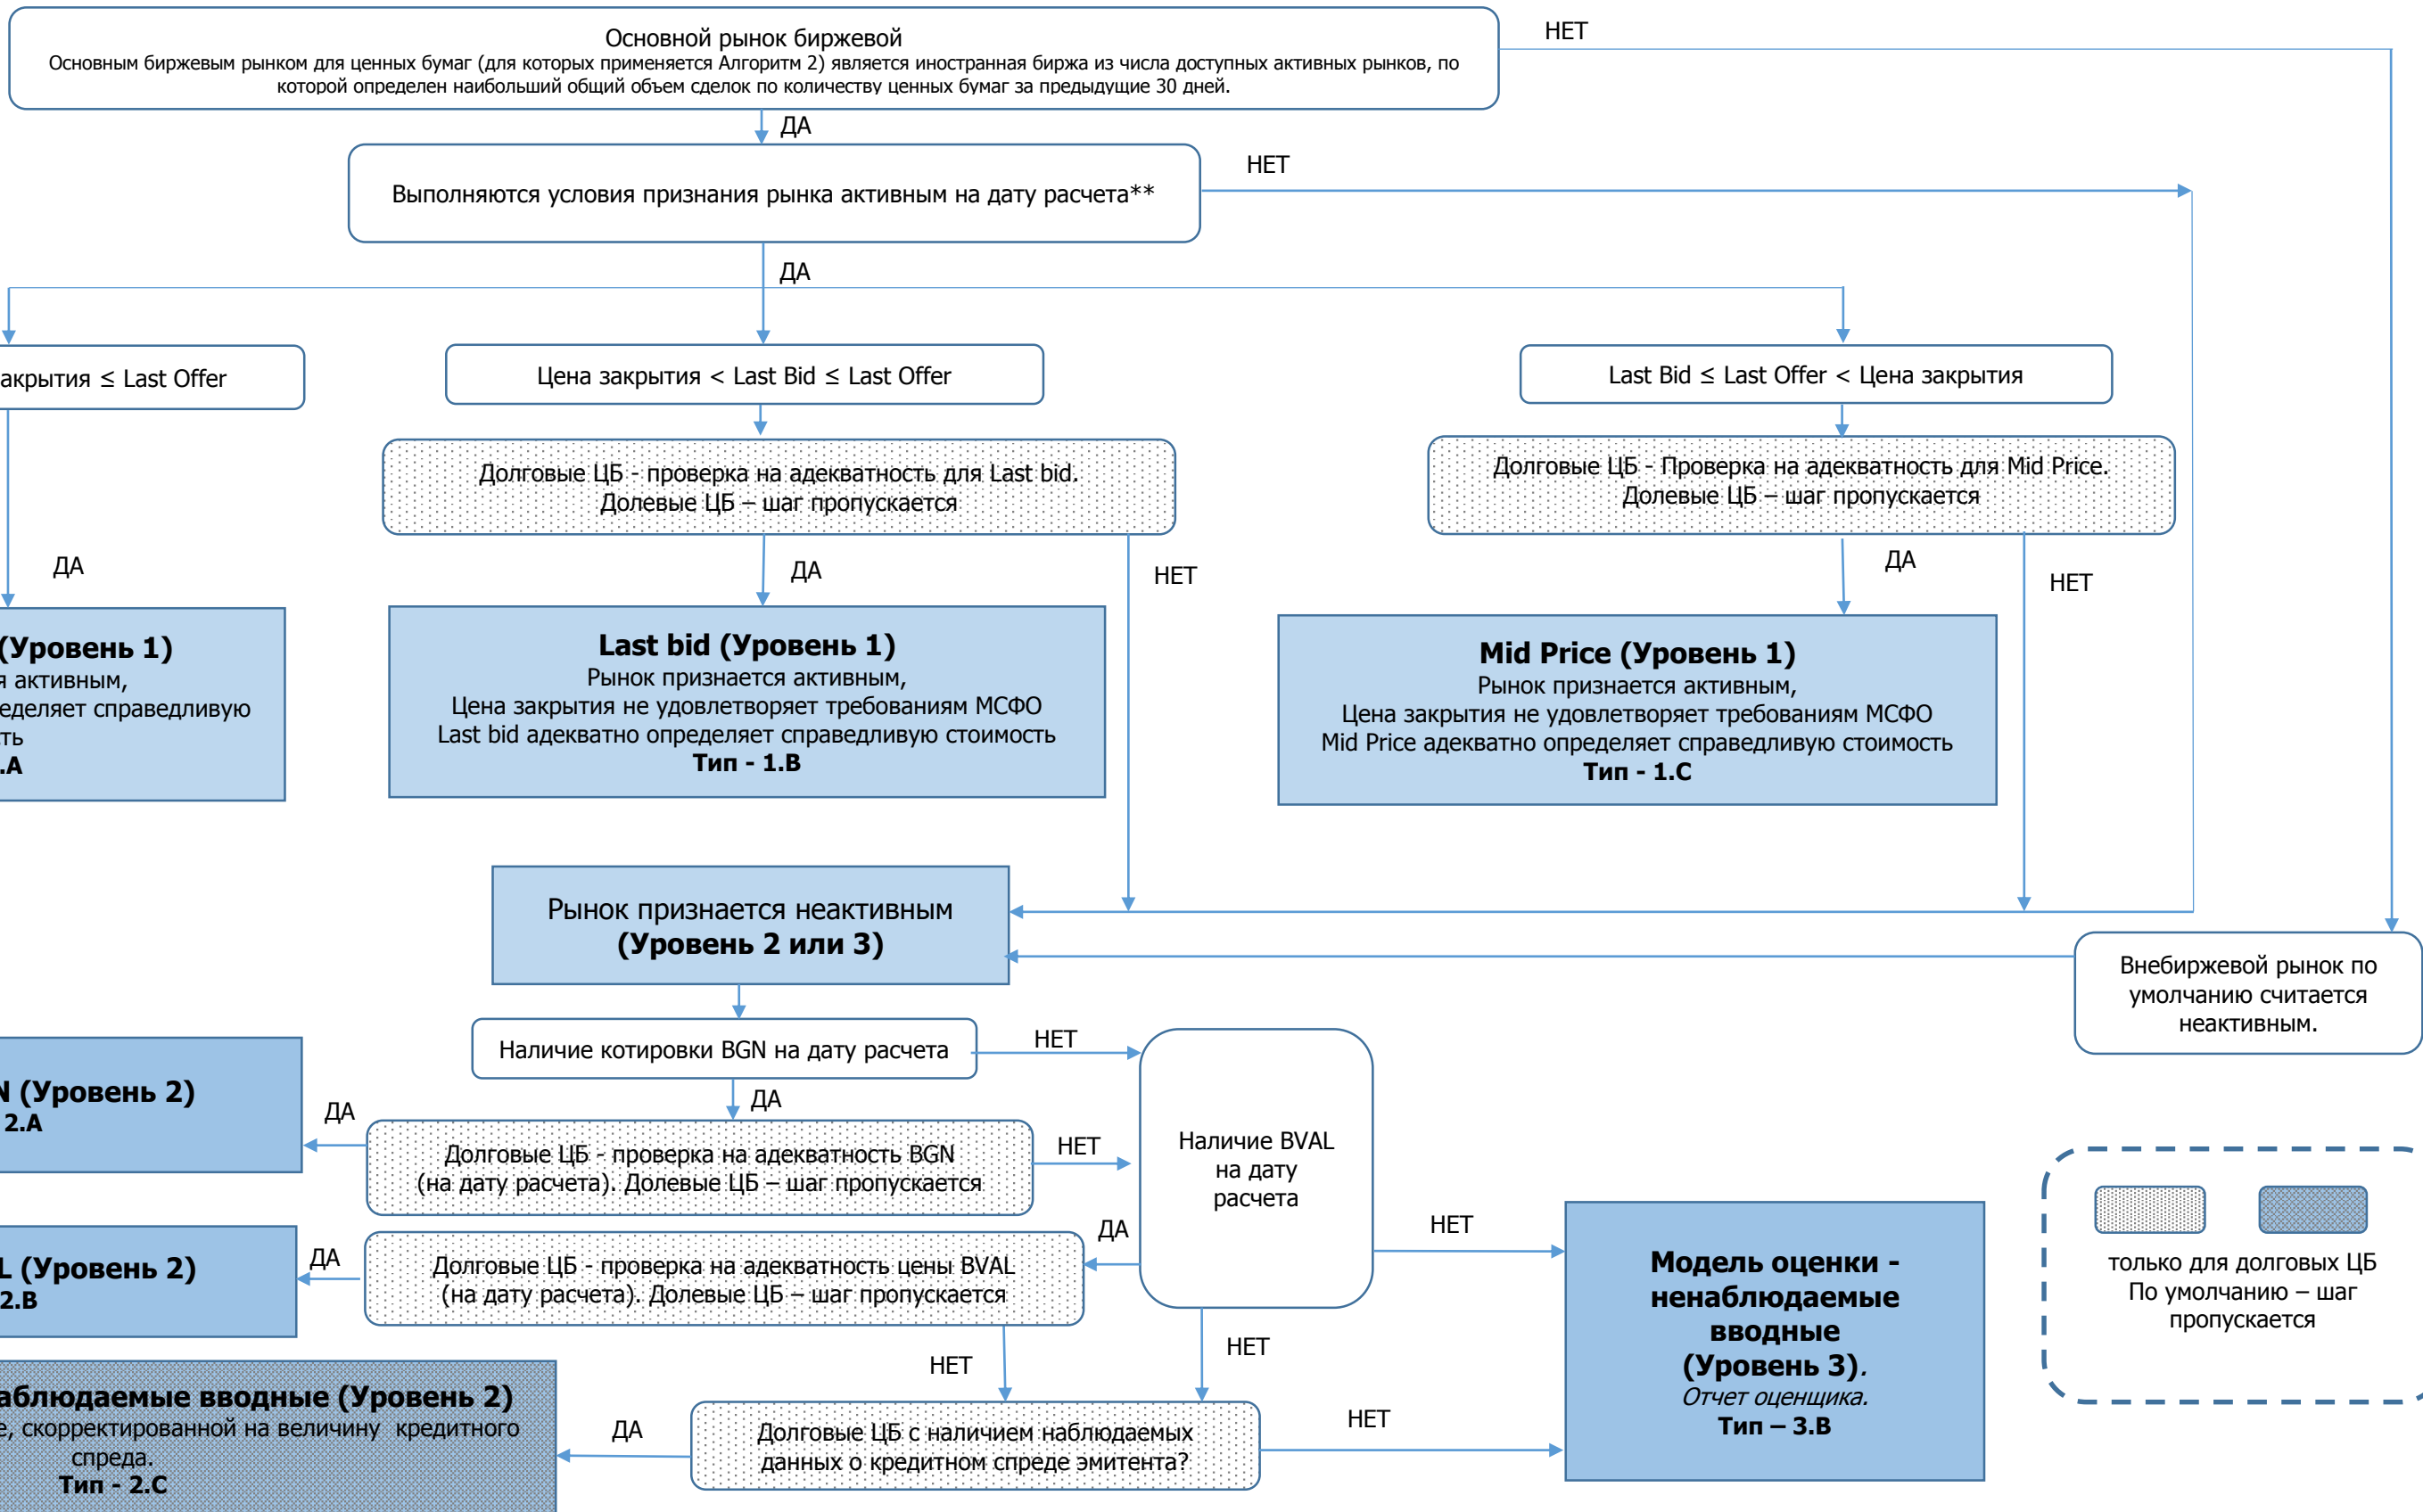 Основной рынок биржевой
Основным биржевым рынком для ценных бумаг (для которых применяется Алгоритм 2) является иностранная биржа из числа доступных активных рынков, по
которой определен наибольший общий объем сделок по количеству ценных бумаг за предыдущие 30 дней.
НЕТ
ДА
Выполняются условия признания рынка активным на дату расчета**
НЕТ
ДА
акрытия ≤ Last Offer
Цена закрытия < Last Bid ≤ Last Offer
Last Bid ≤ Last Offer < Цена закрытия
Долговые ЦБ - проверка на адекватность для Last bid.
Долевые ЦБ – шаг пропускается
Долговые ЦБ - Проверка на адекватность для Mid Price.
Долевые ЦБ – шаг пропускается
ДА
ДА
НЕТ
ДА
НЕТ
(Уровень 1)
я активным,
еделяет справедливую
ть
.А
Last bid (Уровень 1)
Рынок признается активным,
Цена закрытия не удовлетворяет требованиям МСФО
Last bid адекватно определяет справедливую стоимость
Тип - 1.B
Mid Price (Уровень 1)
Рынок признается активным,
Цена закрытия не удовлетворяет требованиям МСФО
Mid Price адекватно определяет справедливую стоимость
Тип - 1.C
Рынок признается неактивным
(Уровень 2 или 3)
Внебиржевой рынок по
умолчанию считается
неактивным.
Наличие котировки BGN на дату расчета
НЕТ
ДА
N (Уровень 2)
2.А
ДА
Долговые ЦБ - проверка на адекватность BGN
(на дату расчета). Долевые ЦБ – шаг пропускается
НЕТ
Наличие BVAL
на дату
расчета
L (Уровень 2)
2.B
ДА
Долговые ЦБ - проверка на адекватность цены BVAL
(на дату расчета). Долевые ЦБ – шаг пропускается
ДА
НЕТ
Модель оценки -
ненаблюдаемые
вводные
(Уровень 3).
Отчет оценщика.
Тип – 3.B
только для долговых ЦБ
По умолчанию – шаг
пропускается
НЕТ
НЕТ
аблюдаемые вводные (Уровень 2)
е, скорректированной на величину кредитного
спреда.
Тип - 2.C
ДА
Долговые ЦБ с наличием наблюдаемых
данных о кредитном спреде эмитента?
НЕТ